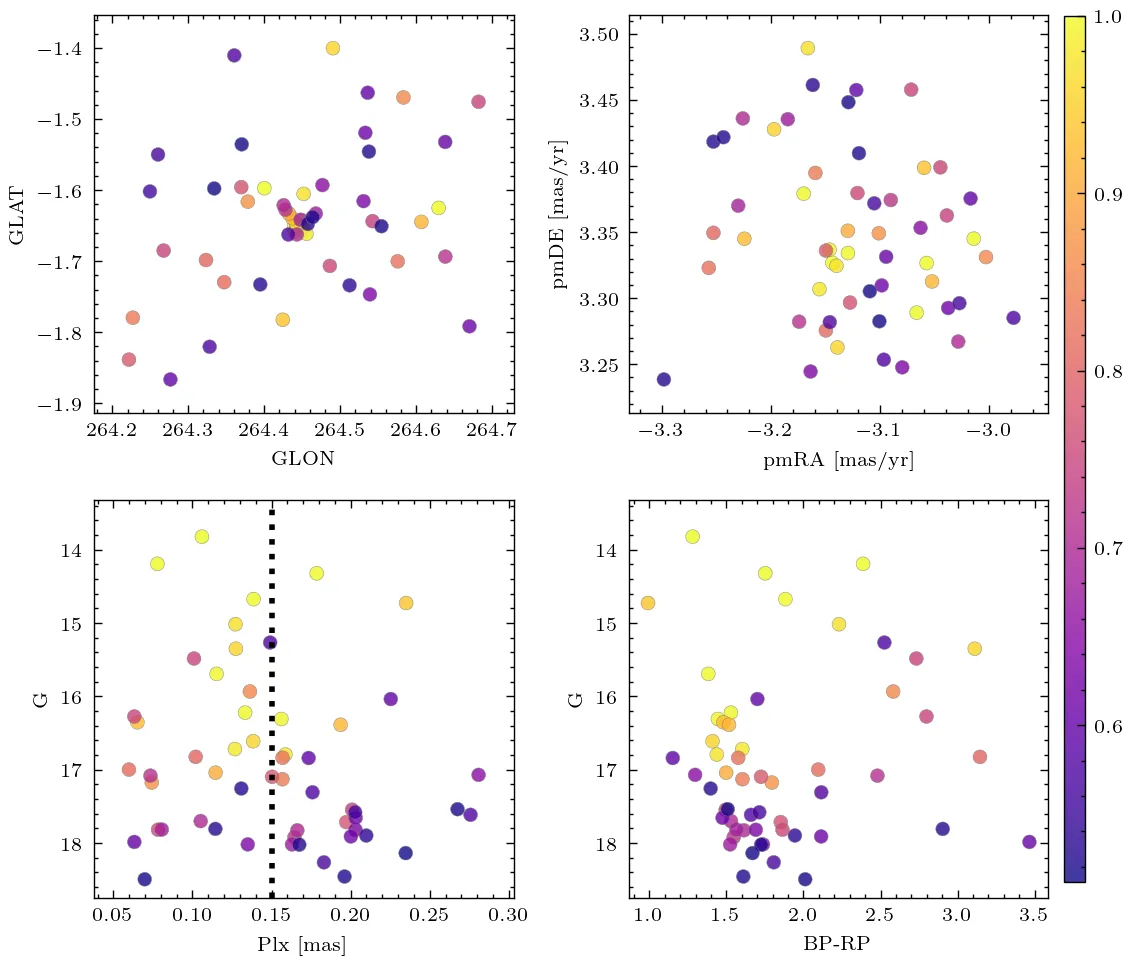 −1.4
−1.5
−1.6
−1.7
−1.8
−1.9
GLAT
264.2 264.3 264.4 264.5 264.6 264.7
GLON
3.50
3.45
3.40
3.35
3.30
3.25
pmDE [mas/yr]
−3.3 −3.2 −3.1 −3.0
pmRA [mas/yr]
14
15
16
17
18
G
0.05 0.10 0.15 0.20 0.25 0.30
Plx [mas]
14
15
16
17
18
G
1.0 1.5 2.0 2.5 3.0 3.5
BP-RP
1.0
0.9
0.8
0.7
0.6